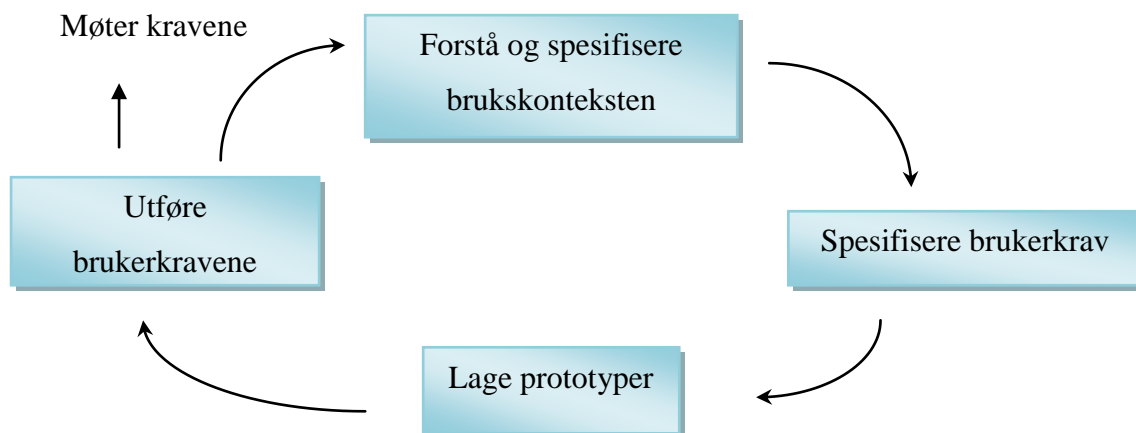 Møter kravene
Forstå og spesifisere
brukskonteksten
Utføre
brukerkravene
Spesifisere brukerkrav
Lage prototyper